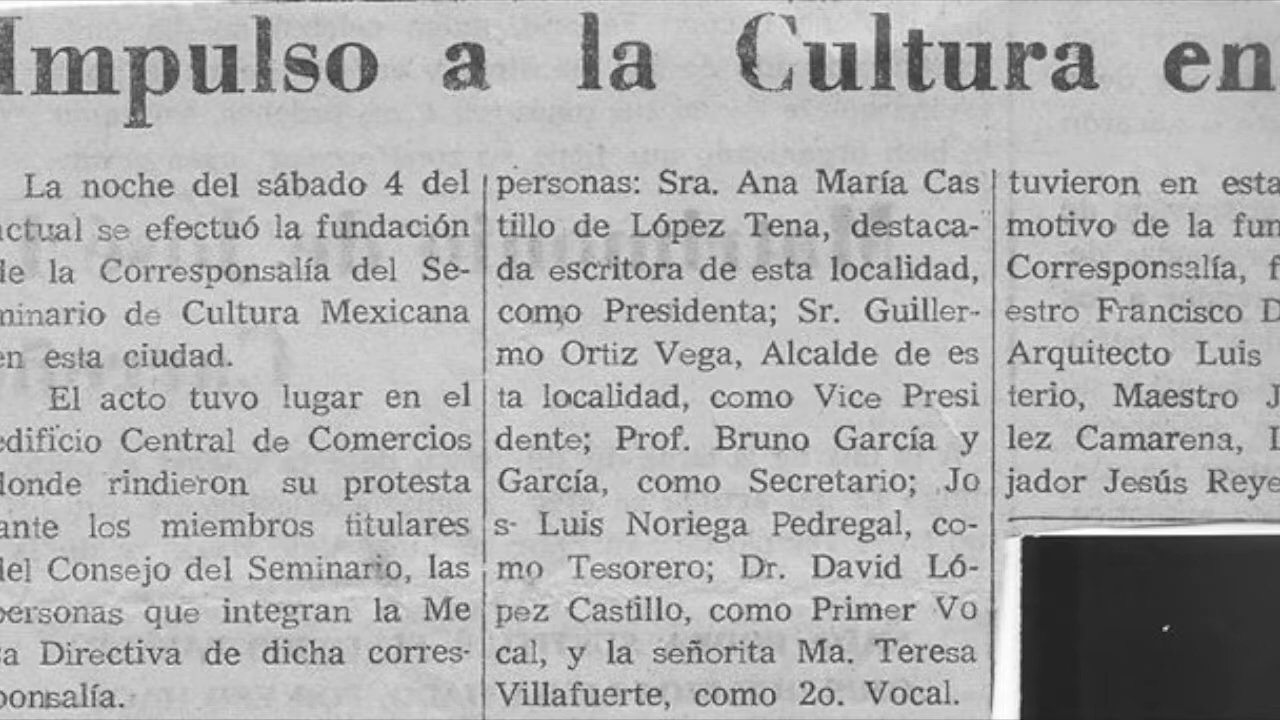 Impulso a la Cultura en
La noche del sábado 4 del
actual se efectuó la fundación
de la Corresponsalía del Se-
minario de Cultura Mexicana
en esta ciudad.
El acto tuvo lugar en el
edificio Central de Comercios
donde rindieron su protesta
ante los miembros titulares
del Consejo del Seminario, las
personas que integran la Me
sa Directiva de dicha corres-
ponsalía.
personas: Sra. Ana María Cas
tillo de López Tena, destaca-
da escritora de esta localidad,
como Presidenta; Sr. Guiller-
mo Ortiz Vega, Alcalde de es
ta localidad, como Vice Presi
dente; Prof. Bruno García y
García, como Secretario; Jo
s- Luis Noriega Pedregal, co-
mo Tesorero; Dr. David Ló-
pez Castillo, como Primer Vo
cal, y la señorita Ma. Teresa
Villafuerte, como 2o. Vocal.
tuvieron en esta
motivo de la fun
Corresponsalía, f
estro Francisco D
Arquitecto Luis
terio, Maestro J
lez Camarena, I
jador Jesús Reye